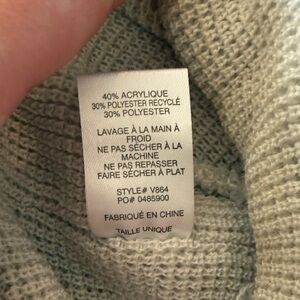 40% ACRYLIQUE
30% POLYESTER RECYCLÉ
30% POLYESTER
LAVAGE À LA MAIN À
FROID
NE PAS SÉCHER À LA
MACHINE
NE PAS REPASSER
FAIRE SÉCHER À PLAT
STYLE# V864
PO# 0485900
FABRIQUÉ EN CHINE
TAILLE UNIQUE